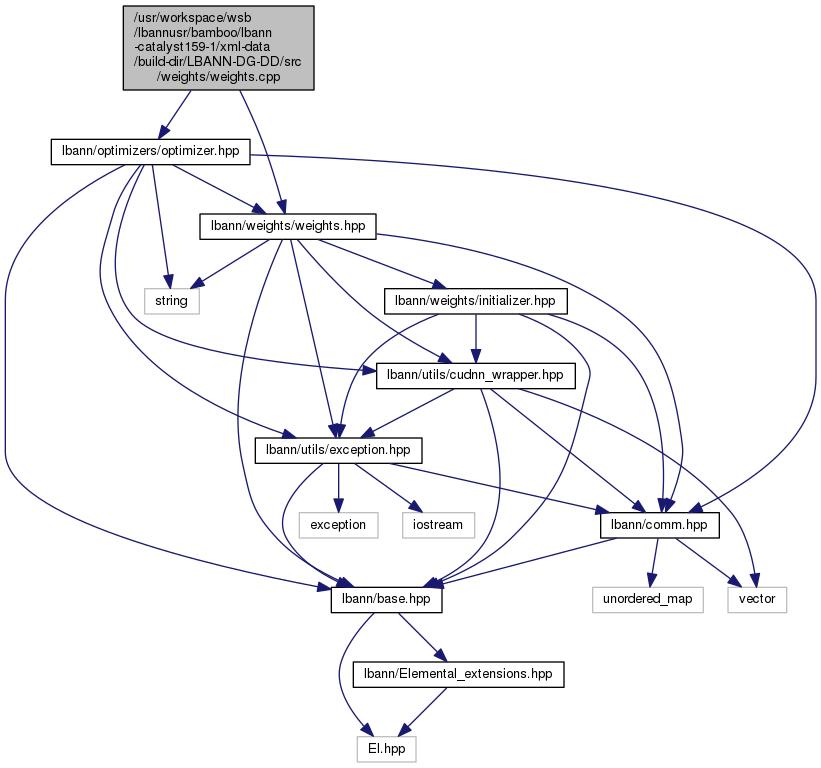 /usr/workspace/wsb
/lbannusr/bamboo/lbann
-catalyst159-1/xml-data
/build-dir/LBANN-DG-DD/src
/weights/weights.cpp
lbann/optimizers/optimizer.hpp
lbann/weights/weights.hpp
string
lbann/weights/initializer.hpp
lbann/utils/cudnn_wrapper.hpp
lbann/utils/exception.hpp
exception
iostream
lbann/comm.hpp
lbann/base.hpp
unordered_map
vector
lbann/Elemental_extensions.hpp
El.hpp